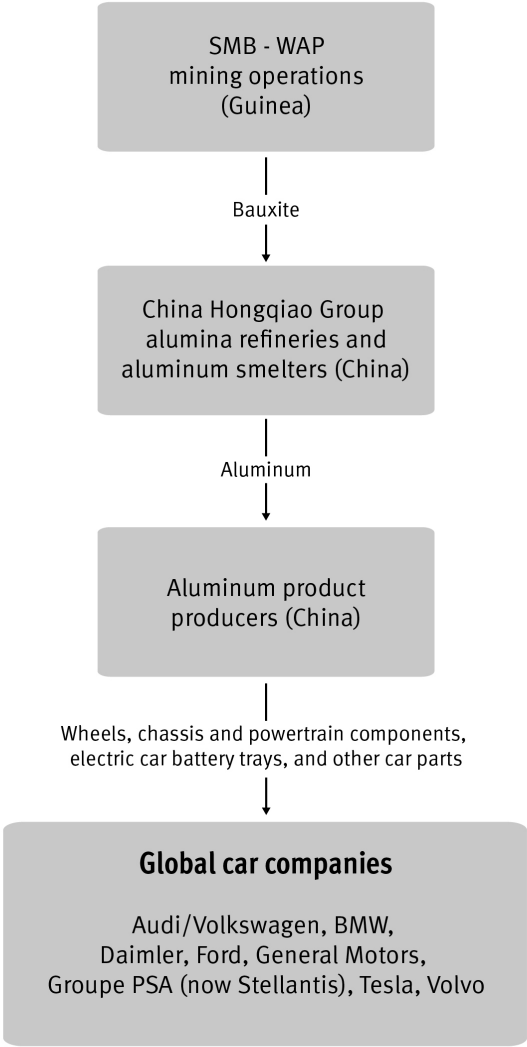 SMB - WAP
mining operations
(Guinea)
Bauxite
China Hongqiao Group
alumina refineries and
aluminum smelters (China)
Aluminum
Aluminum product
producers (China)
Wheels, chassis and powertrain components,
electric car battery trays, and other car parts
Global car companies
Audi/Volkswagen, BMW,
Daimler, Ford, General Motors,
Groupe PSA (now Stellantis), Tesla, Volvo